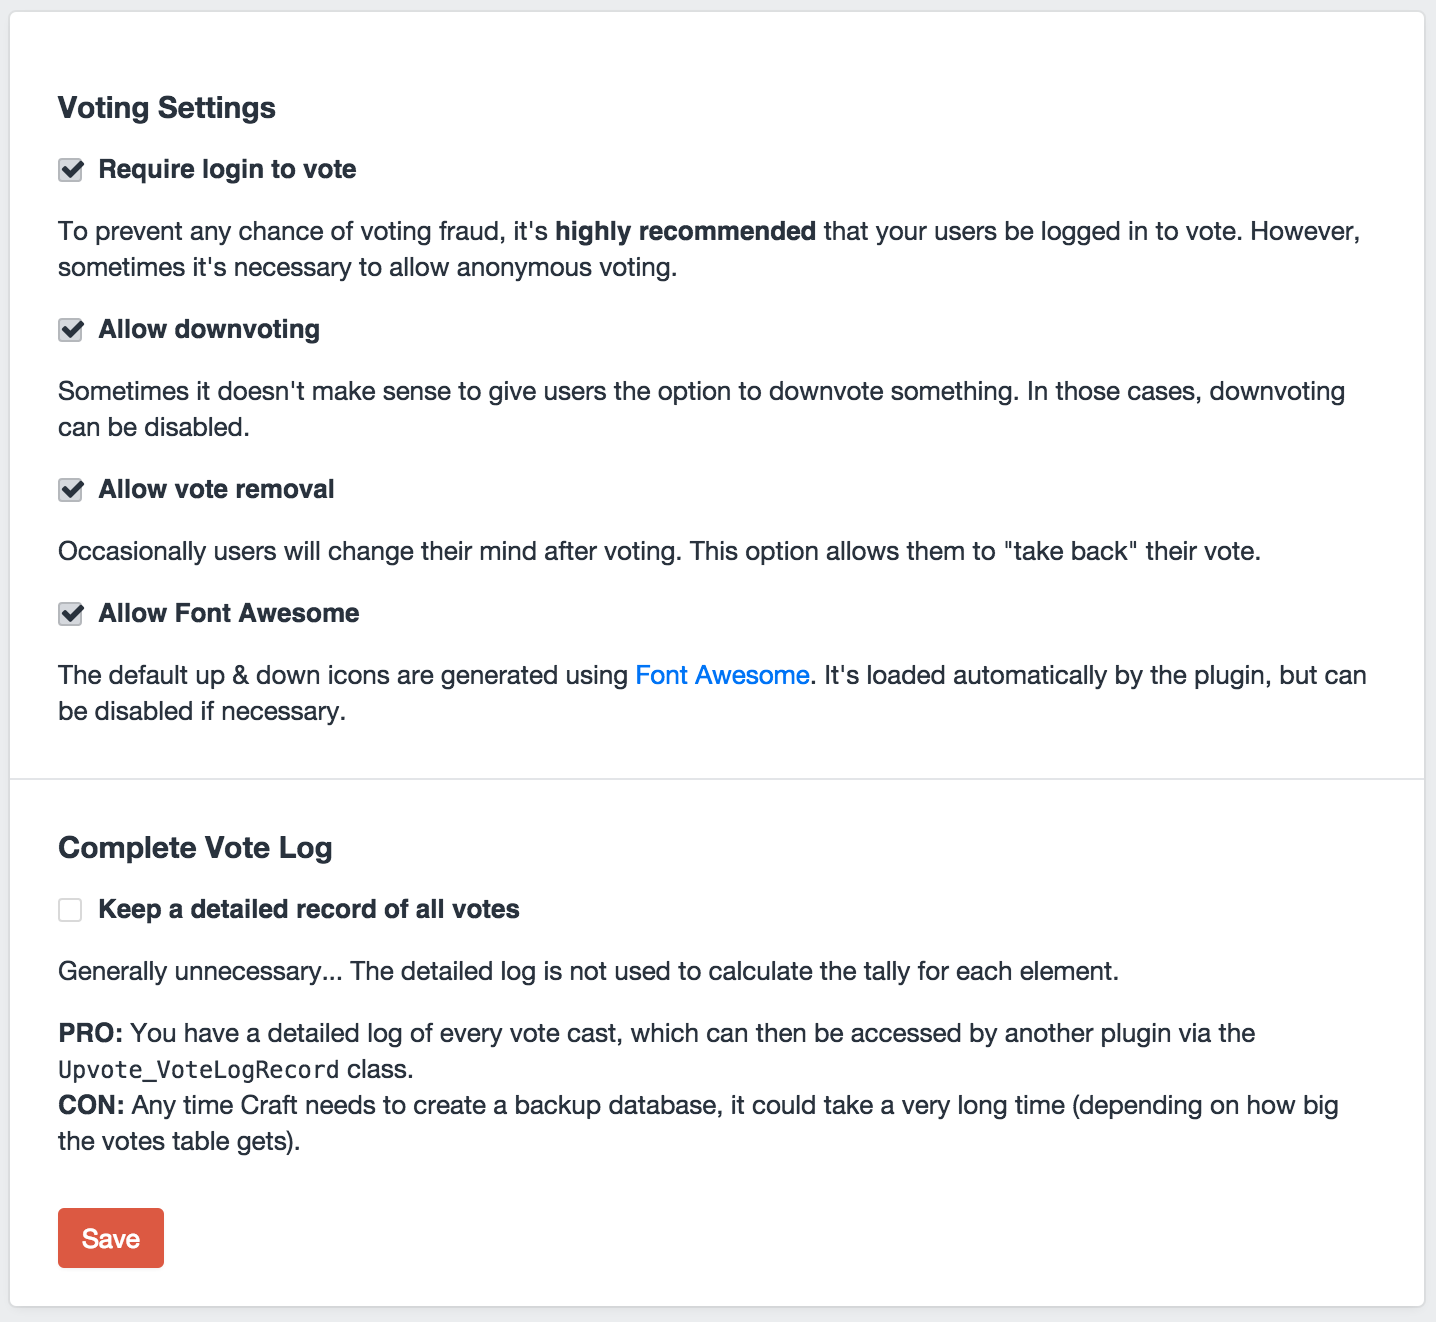 Voting Settings
Require login to vote
To prevent any chance of voting fraud, it's highly recommended that your users be logged in to vote. However,
sometimes it's necessary to allow anonymous voting.
Allow downvoting
Sometimes it doesn't make sense to give users the option to downvote something. In those cases, downvoting
can be disabled.
Allow vote removal
Occasionally users will change their mind after voting. This option allows them to "take back" their vote.
Allow Font Awesome
The default up & down icons are generated using Font Awesome. It's loaded automatically by the plugin, but can
be disabled if necessary.
Complete Vote Log
Keep a detailed record of all votes
Generally unnecessary... The detailed log is not used to calculate the tally for each element.
PRO: You have a detailed log of every vote cast, which can then be accessed by another plugin via the
Upvote_VoteLogRecord class.
CON: Any time Craft needs to create a backup database, it could take a very long time (depending on how big
the votes table gets).
Save